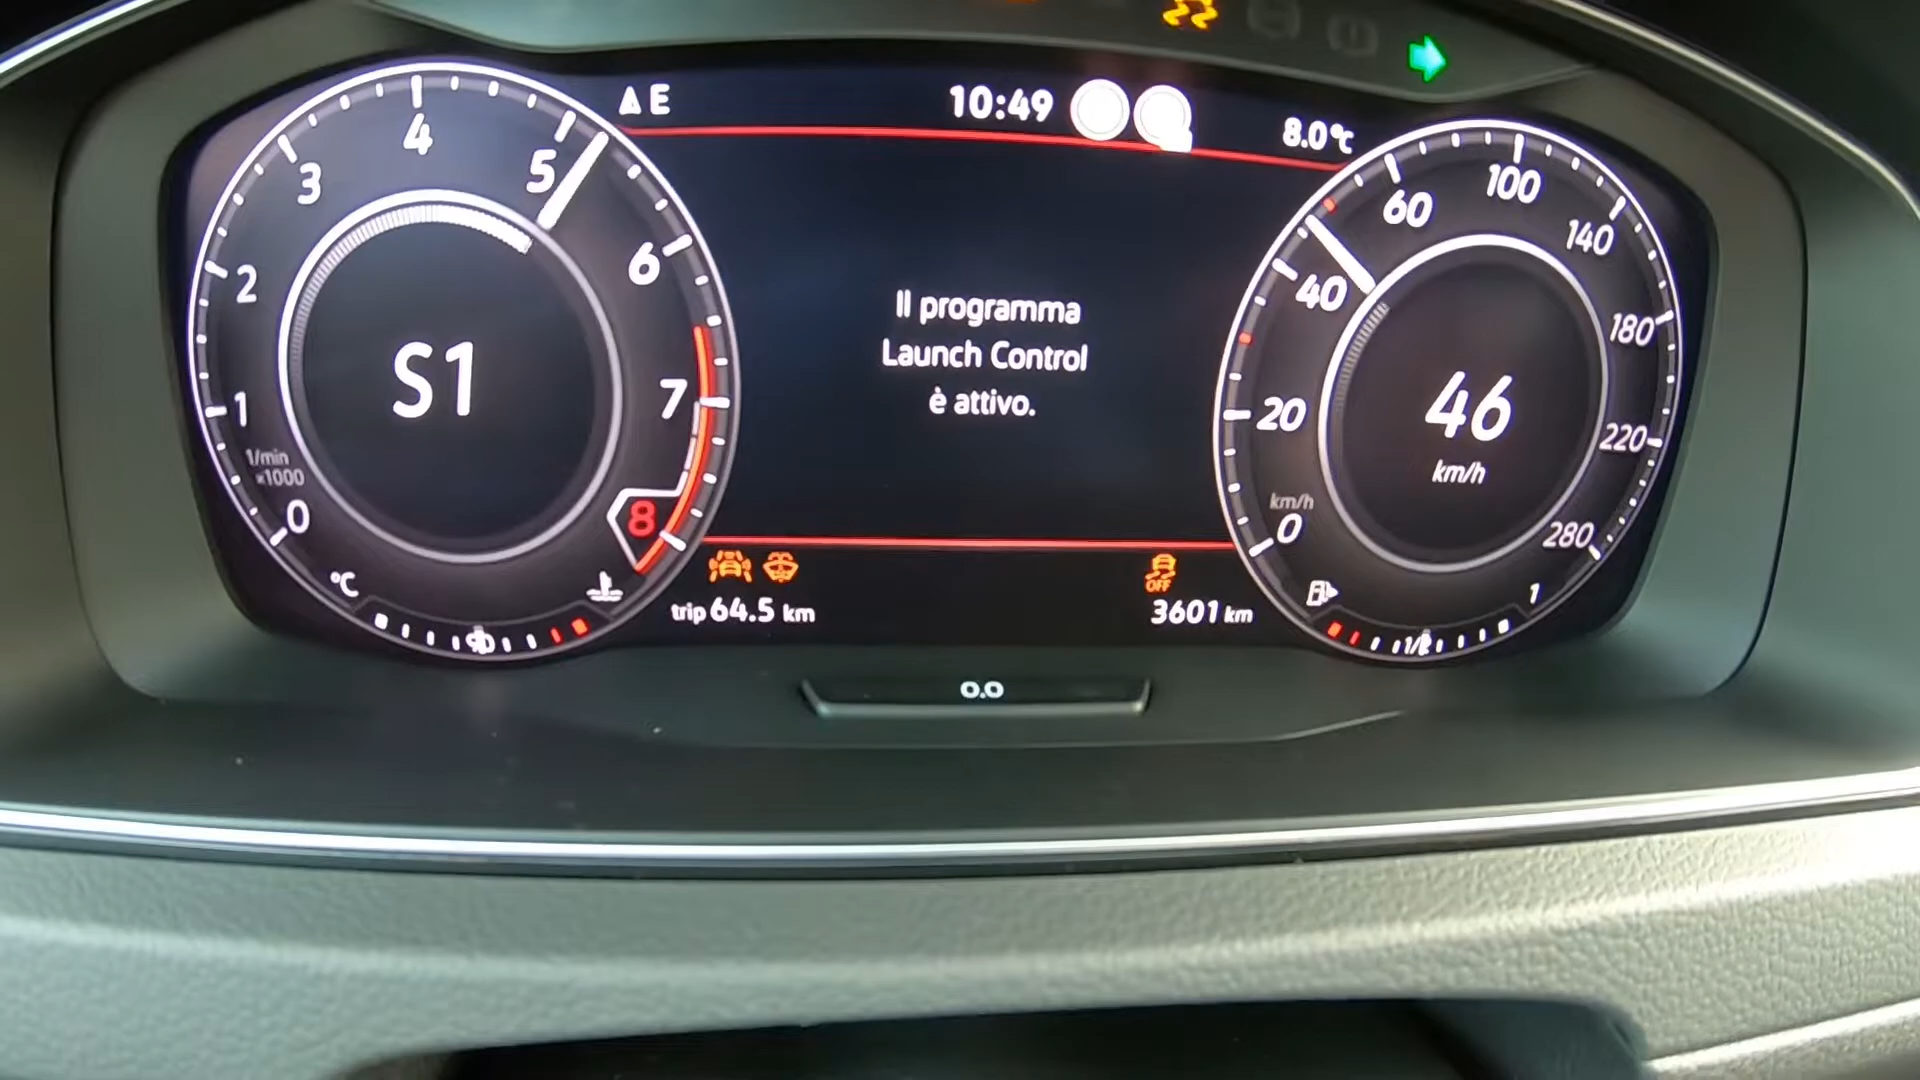 E
10:49
8.0°C
0
1
2
3
4
5
6
7
8
1/min
x1000
S1
Il programma
Launch Control
è attivo.
0
20
40
60
100
140
180
220
280
km/h
46
km/h
°C
90
OFF
trip 64.5 km
3601 km
1/2
1
0.0